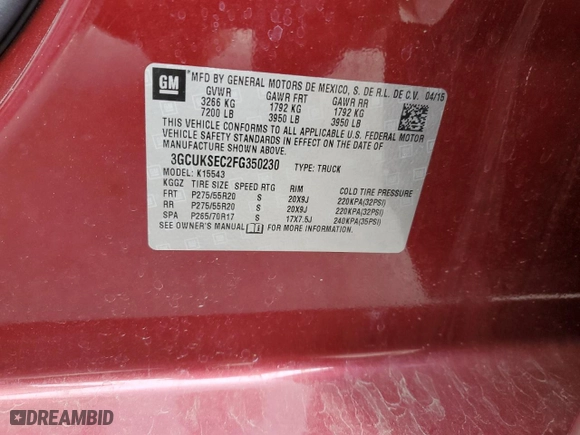 GM
MFD BY GENERAL MOTORS DE MEXICO, S. DE R.L. DE C.V. 04/15
GVWR GAWR FRT GAWR RR
3266 KG 1792 KG 1792 KG
7200 LB 3950 LB 3950 LB
THIS VEHICLE CONFORMS TO ALL APPLICABLE U.S. FEDERAL MOTOR
VEHICLE SAFETY STANDARDS IN EFFECT ON THE DATE OF
MANUFACTURE SHOWN ABOVE.
3GCUKSEC2FG350230 TYPE: TRUCK
MODEL: K15543
KGGZ TIRE SIZE SPEED RTG RIM COLD TIRE PRESSURE
FRT P275/55R20 S 20X9J 220KPA(32PSI)
RR P275/55R20 S 20X9J 220KPA(32PSI)
SPA P265/70R17 S 17X7.5J 240KPA(35PSI)
SEE OWNER'S MANUAL FOR MORE INFORMATION.
DREAMBID